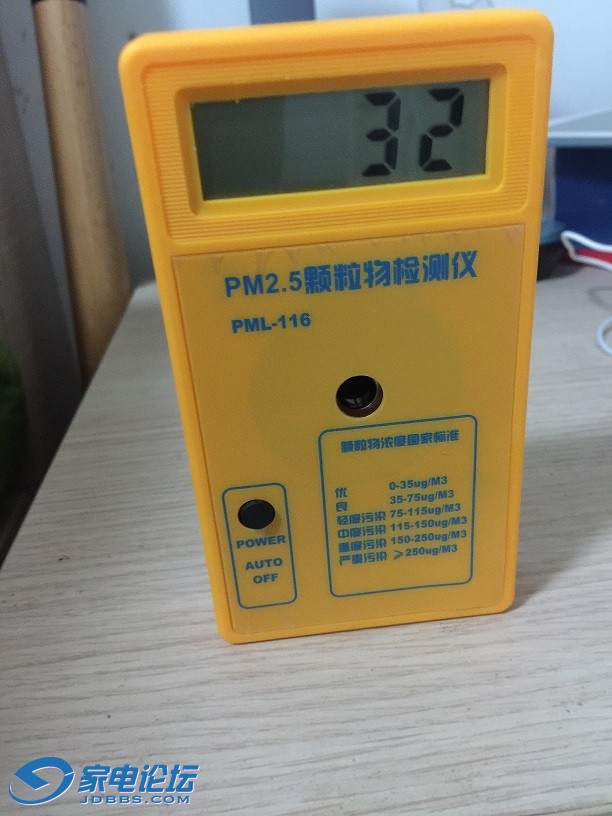 32
PM2.5颗粒物检测仪
PML-116
颗粒物浓度国家标准
优 0-35ug/M3
良 35-75ug/M3
轻度污染 75-115ug/M3
中度污染 115-150ug/M3
重度污染 150-250ug/M3
严重污染 ≥250ug/M3
POWER
AUTO
OFF
家电论坛
JDBBS.COM